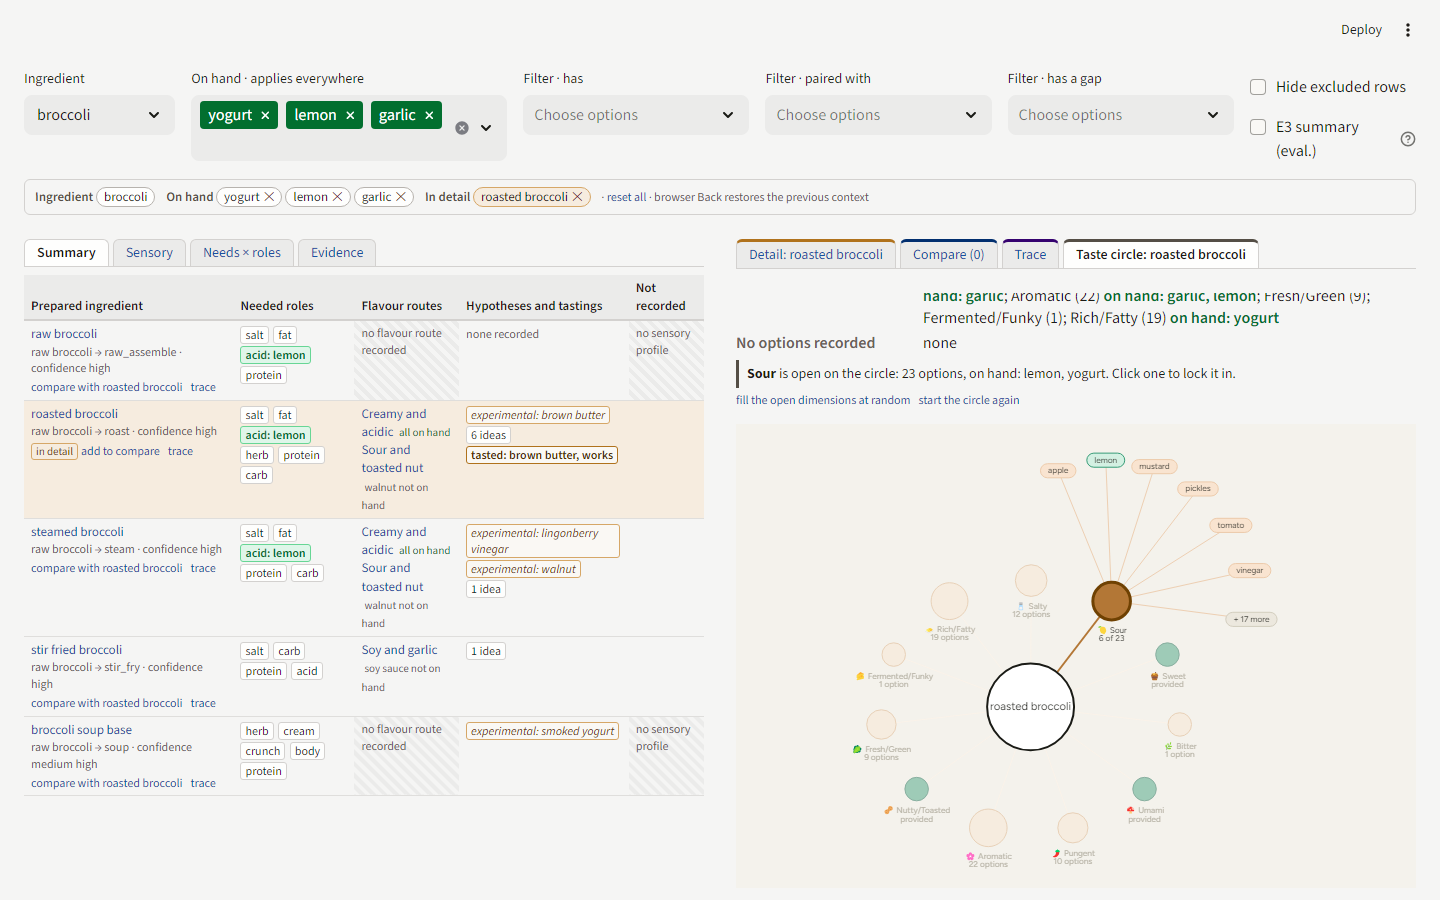 Deploy
Ingredient
On hand · applies everywhere
Filter · has
Filter · paired with
Filter · has a gap
broccoli
yogurt ×
lemon ×
garlic ×
Choose options
Choose options
Choose options
Hide excluded rows
E3 summary
(eval.)
Ingredient broccoli On hand yogurt × lemon × garlic × In detail roasted broccoli × · reset all · browser Back restores the previous context
Summary
Sensory
Needs × roles
Evidence
Prepared ingredient
Needed roles
Flavour routes
Hypotheses and tastings
Not
recorded
raw broccoli
raw broccoli → raw_assemble ·
confidence high
compare with roasted broccoli trace
salt fat
acid: lemon
protein
no flavour route
recorded
none recorded
no sensory
profile
roasted broccoli
raw broccoli → roast · confidence high
in detail add to compare trace
salt fat
acid: lemon
herb protein
carb
Creamy and
acidic all on hand
Sour and
toasted nut
walnut not on
hand
experimental: brown butter
6 ideas
tasted: brown butter, works
steamed broccoli
raw broccoli → steam · confidence high
compare with roasted broccoli trace
salt fat
acid: lemon
protein carb
Creamy and
acidic all on hand
Sour and
toasted nut
walnut not on
hand
experimental: lingonberry
vinegar
experimental: walnut
1 idea
stir fried broccoli
raw broccoli → stir_fry · confidence
high
compare with roasted broccoli trace
salt carb
protein acid
Soy and garlic
soy sauce not on
hand
1 idea
broccoli soup base
raw broccoli → soup · confidence
medium high
compare with roasted broccoli trace
herb cream
crunch body
protein
no flavour route
recorded
experimental: smoked yogurt
no sensory
profile
Detail: roasted broccoli
Compare (0)
Trace
Taste circle: roasted broccoli
hand: garlic; Aromatic (22) on hand: garlic, lemon; Fresh/Green (9);
Fermented/Funky (1); Rich/Fatty (19) on hand: yogurt
No options recorded
none
Sour is open on the circle: 23 options, on hand: lemon, yogurt. Click one to lock it in.
fill the open dimensions at random start the circle again
apple
lemon
mustard
pickles
tomato
vinegar
+ 17 more
Salty
12 options
Rich/Fatty
19 options
Sour
6 of 23
Fermented/Funky
1 option
Sweet
provided
roasted broccoli
Fresh/Green
9 options
Bitter
1 option
Nutty/Toasted
provided
Umami
provided
Aromatic
22 options
Pungent
10 options